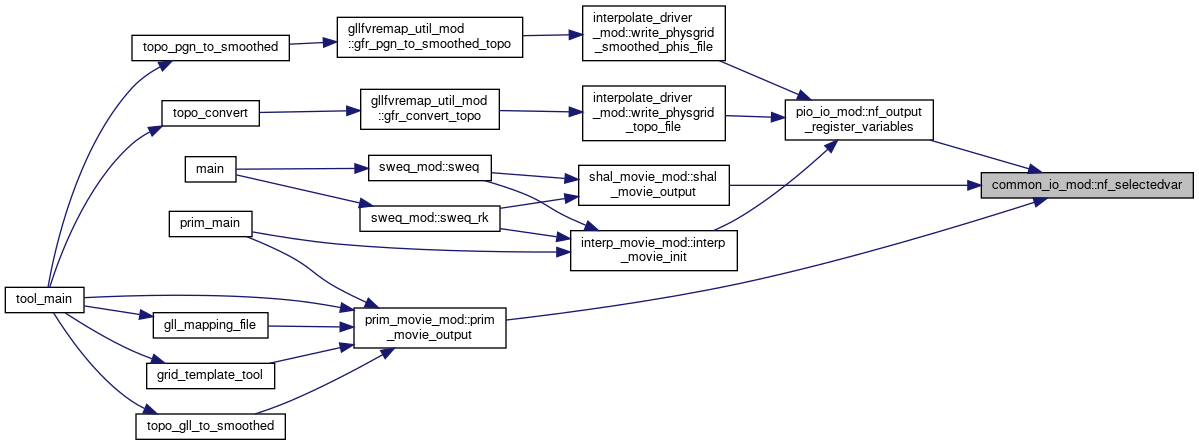 topo_pgn_to_smoothed
gllfvremap_util_mod
::gfr_pgn_to_smoothed_topo
interpolate_driver
_mod::write_physgrid
_smoothed_phis_file
topo_convert
gllfvremap_util_mod
::gfr_convert_topo
interpolate_driver
_mod::write_physgrid
_topo_file
pio_io_mod::nf_output
_register_variables
main
sweq_mod::sweq
shal_movie_mod::shal
_movie_output
common_io_mod::nf_selectedvar
prim_main
sweq_mod::sweq_rk
interp_movie_mod::interp
_movie_init
tool_main
gll_mapping_file
prim_movie_mod::prim
_movie_output
grid_template_tool
topo_gll_to_smoothed